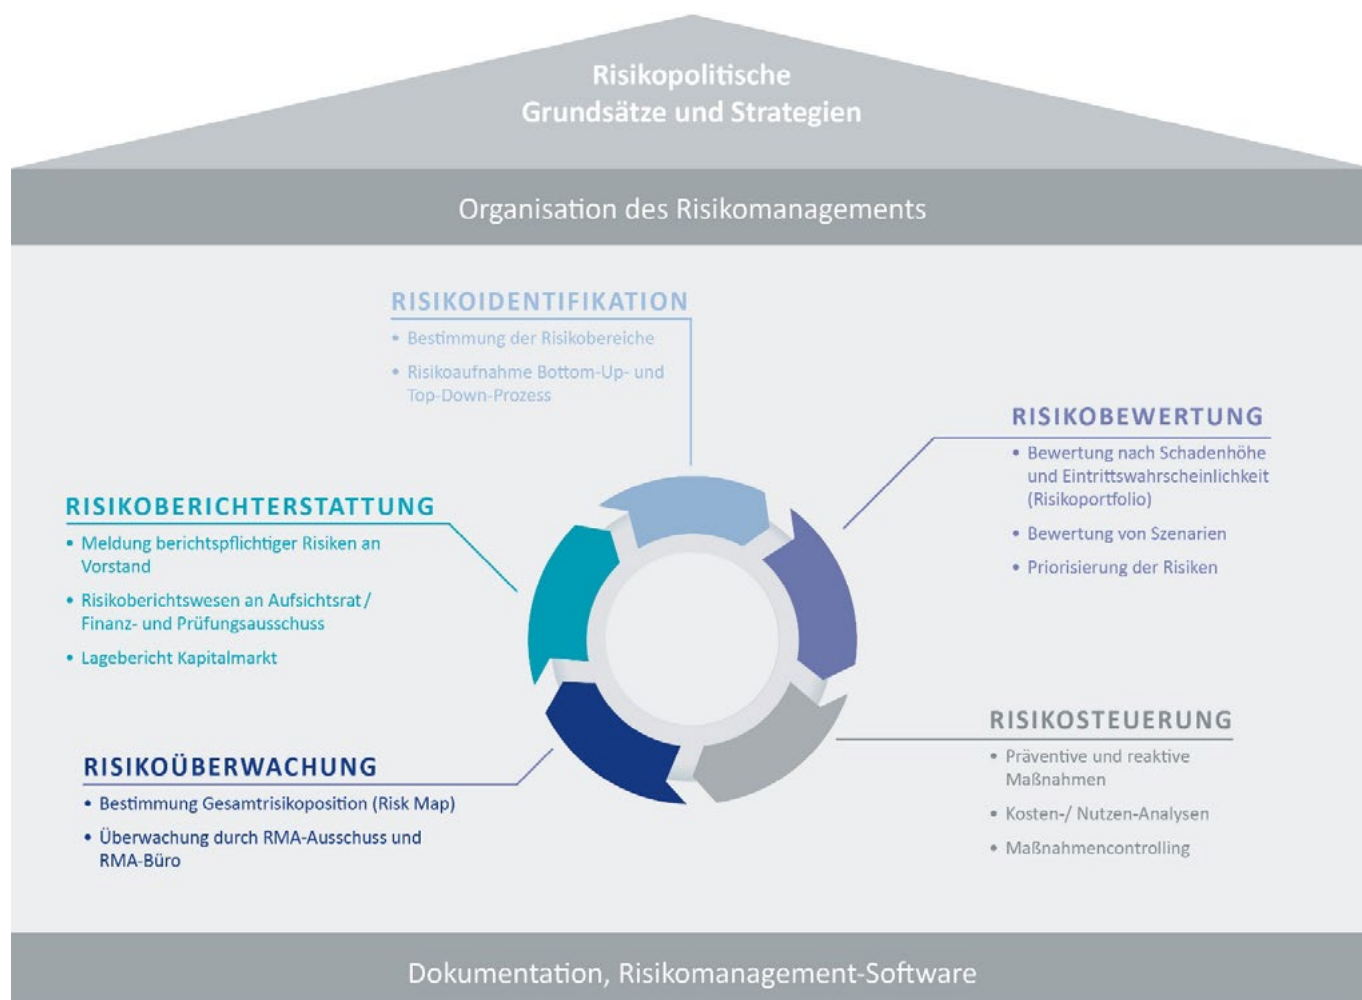 Risikopolitische
Grundsätze und Strategien
Organisation des Risikomanagements
RISIKOIDENTIFIKATION
• Bestimmung der Risikobereiche
• Risikoaufnahme Bottom-Up- und
Top-Down-Prozess
RISIKOBEWERTUNG
• Bewertung nach Schadenhöhe
und Eintrittswahrscheinlichkeit
(Risikoportfolio)
• Bewertung von Szenarien
• Priorisierung der Risiken
RISIKOSTEUERUNG
• Präventive und reaktive
Maßnahmen
• Kosten-/ Nutzen-Analysen
• Maßnahmencontrolling
RISIKOÜBERWACHUNG
• Bestimmung Gesamtrisikoposition (Risk Map)
• Überwachung durch RMA-Ausschuss und
RMA-Büro
RISIKOBERICHTERSTATTUNG
• Meldung berichtspflichtiger Risiken an
Vorstand
• Risikoberichtswesen an Aufsichtsrat /
Finanz- und Prüfungsausschuss
• Lagebericht Kapitalmarkt
Dokumentation, Risikomanagement-Software